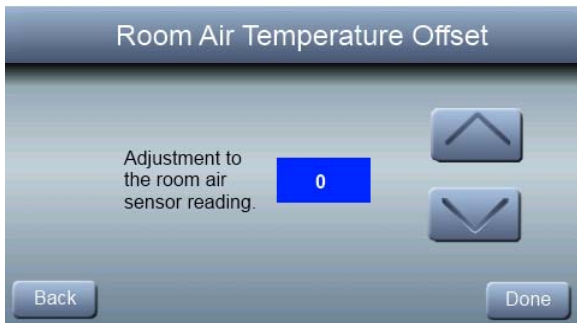 Room Air Temperature Offset
Adjustment to
the room air
sensor reading.
0
Back
Done